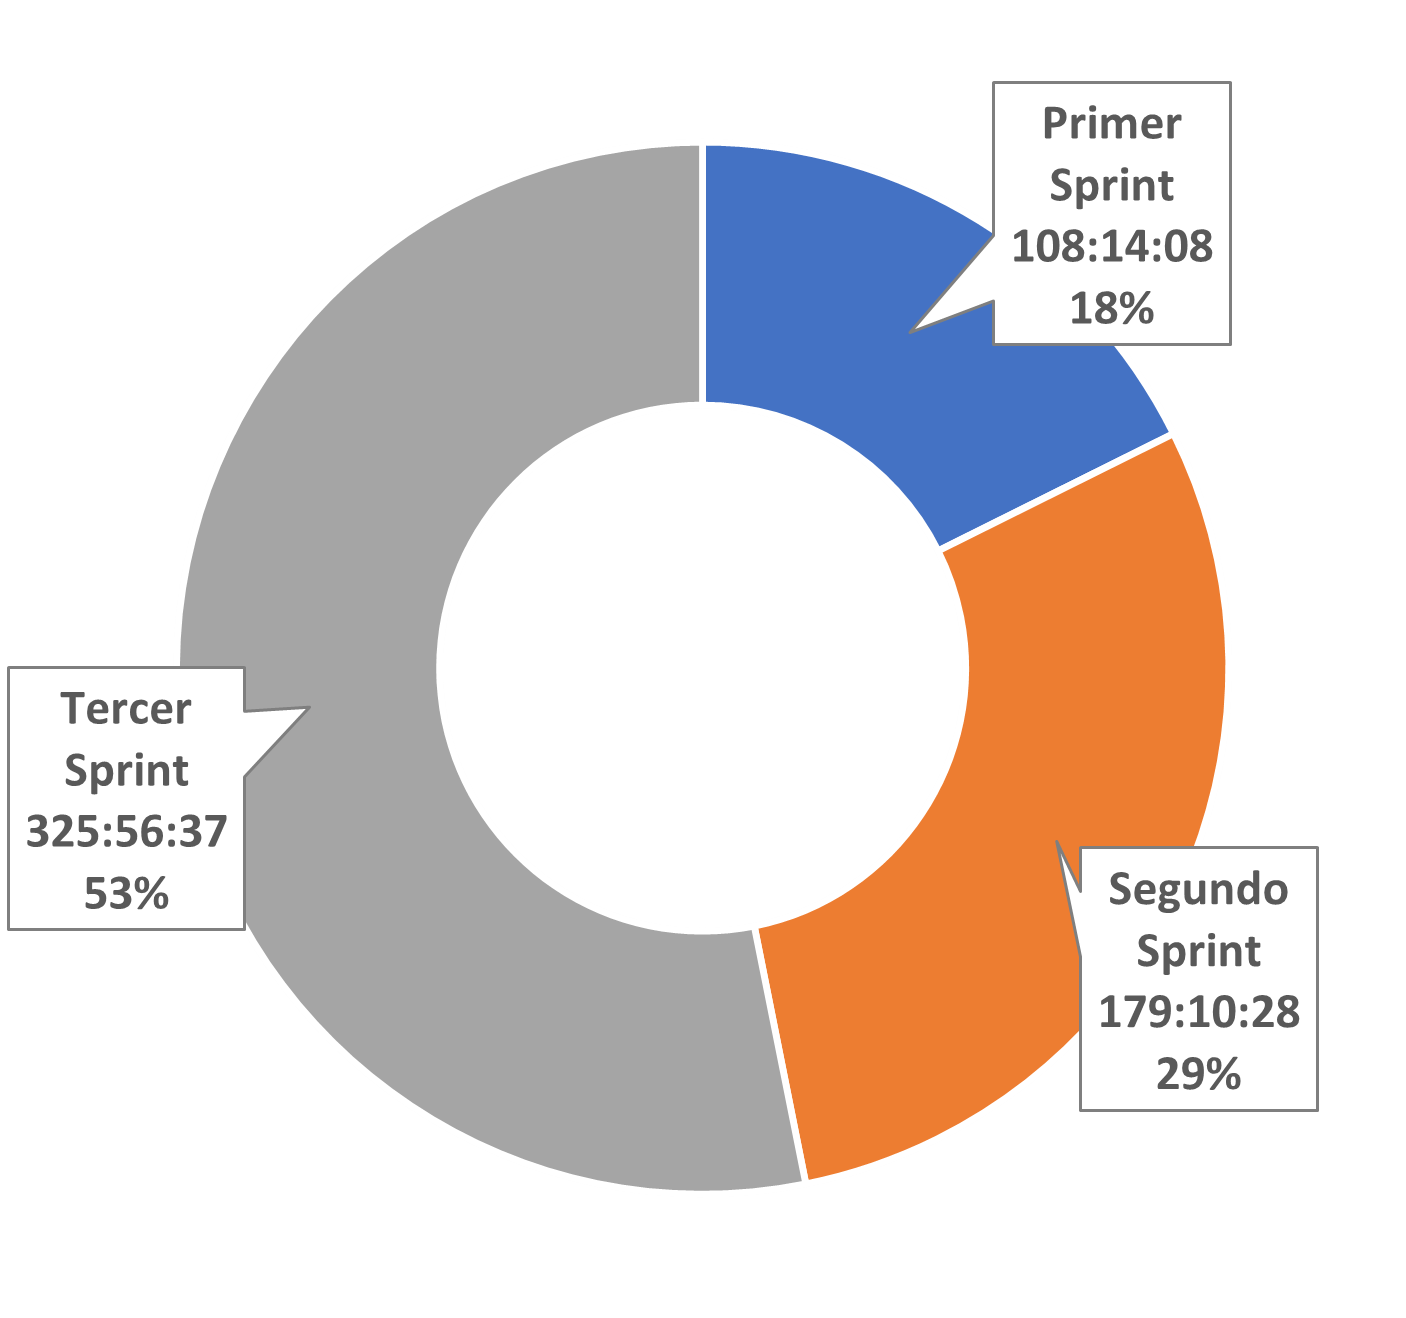 Primer
Sprint
108:14:08
18%
Tercer
Sprint
325:56:37
53%
Segundo
Sprint
179:10:28
29%